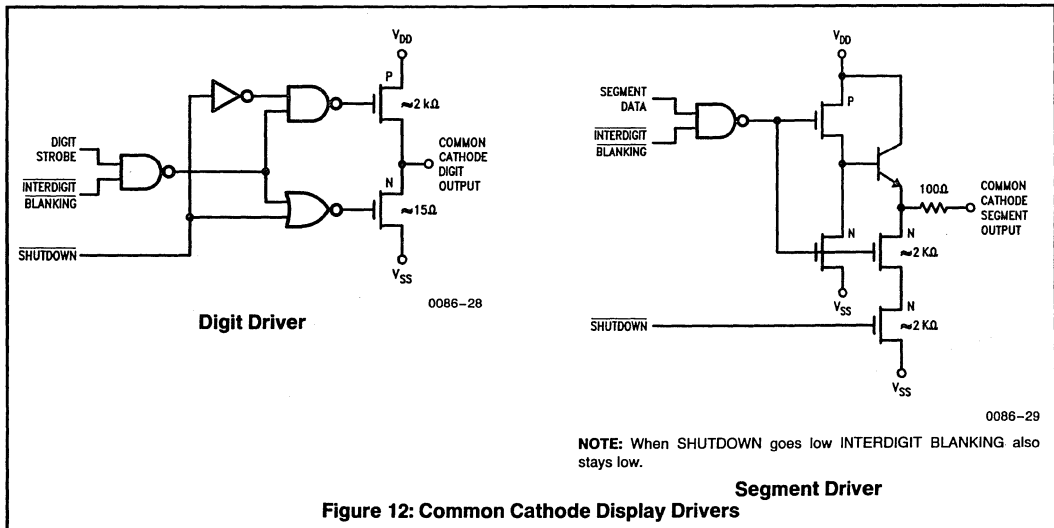 V_DD
P
≈2 kΩ
DIGIT
STROBE
INTERDIGIT
BLANKING
COMMON
CATHODE
DIGIT
OUTPUT
N
≈15Ω
SHUTDOWN
V_SS
0086-28
Digit Driver
V_DD
SEGMENT
DATA
P
INTERDIGIT
BLANKING
100Ω
COMMON
CATHODE
SEGMENT
OUTPUT
N
N
≈2 KΩ
V_SS
N
SHUTDOWN
≈2 KΩ
V_SS
0086-29
NOTE: When SHUTDOWN goes low INTERDIGIT BLANKING also
stays low.
Segment Driver
Figure 12: Common Cathode Display Drivers